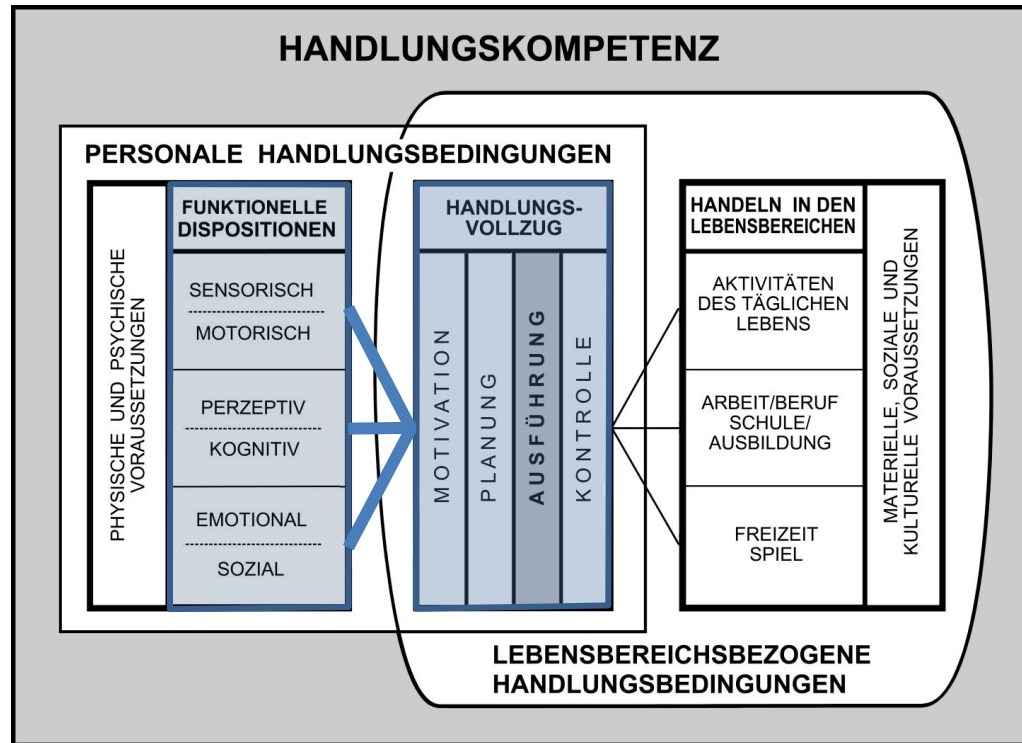 HANDLUNGSKOMPETENZ
PERSONALE HANDLUNGSBEDINGUNGEN
PHYSISCHE UND PSYCHISCHE
VORAUSSETZUNGEN
FUNKTIONELLE
DISPOSITIONEN
SENSORISCH
MOTORISCH
PERZEPTIV
KOGNITIV
EMOTIONAL
SOZIAL
HANDLUNGS-
VOLLZUG
MOTIVATION
PLANUNG
AUSFÜHRUNG
KONTROLLE
HANDELN IN DEN
LEBENSBEREICHEN
AKTIVITÄTEN
DES TÄGLICHEN
LEBENS
ARBEIT/BERUF
SCHULE/
AUSBILDUNG
FREIZEIT
SPIEL
MATERIELLE, SOZIALE UND
KULTURELLE VORAUSSETZUNGEN
LEBENSBEREICHSBEZOGENE
HANDLUNGSBEDINGUNGEN